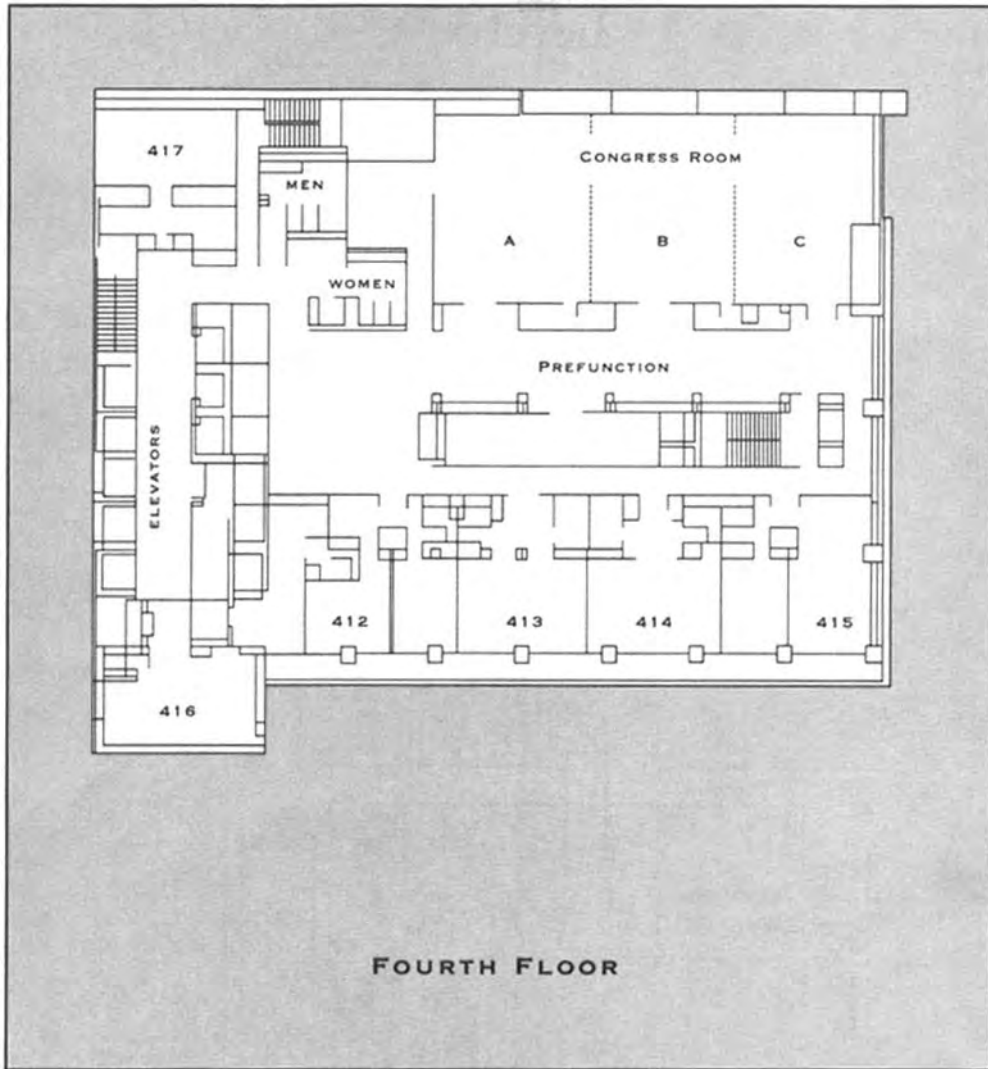 417
MEN
CONGRESS ROOM
A
B
C
WOMEN
PREFUNCTION
ELEVATORS
412
413
414
415
416
FOURTH FLOOR